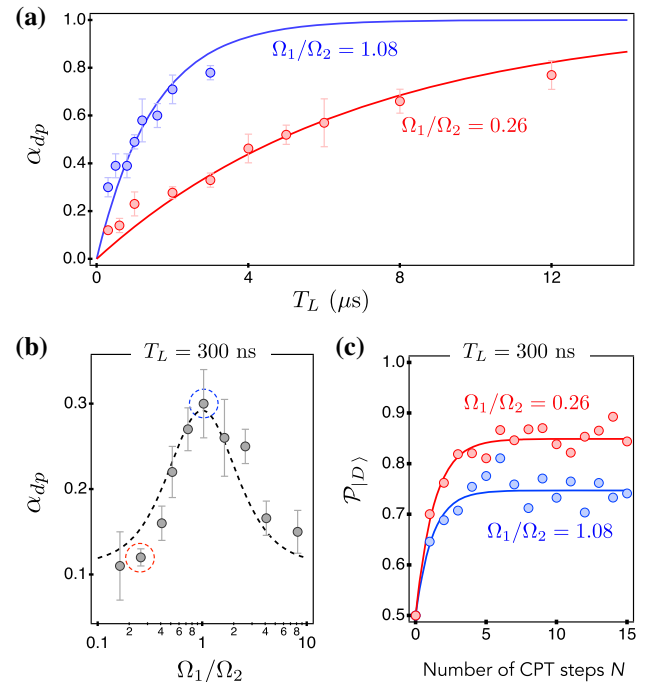 (a)
1.0
0.8
0.6
0.4
0.2
0.0
α_dp
Ω₁/Ω₂ = 1.08
Ω₁/Ω₂ = 0.26
0 4 8 12
T_L (μs)
(b)
T_L = 300 ns
0.3
0.2
0.1
α_dp
0.1 2 4 6 8 1 2 4 6 8 10
Ω₁/Ω₂
(c)
T_L = 300 ns
1.0
0.9
0.8
0.7
0.6
0.5
P_|D⟩
Ω₁/Ω₂ = 0.26
Ω₁/Ω₂ = 1.08
0 5 10 15
Number of CPT steps N